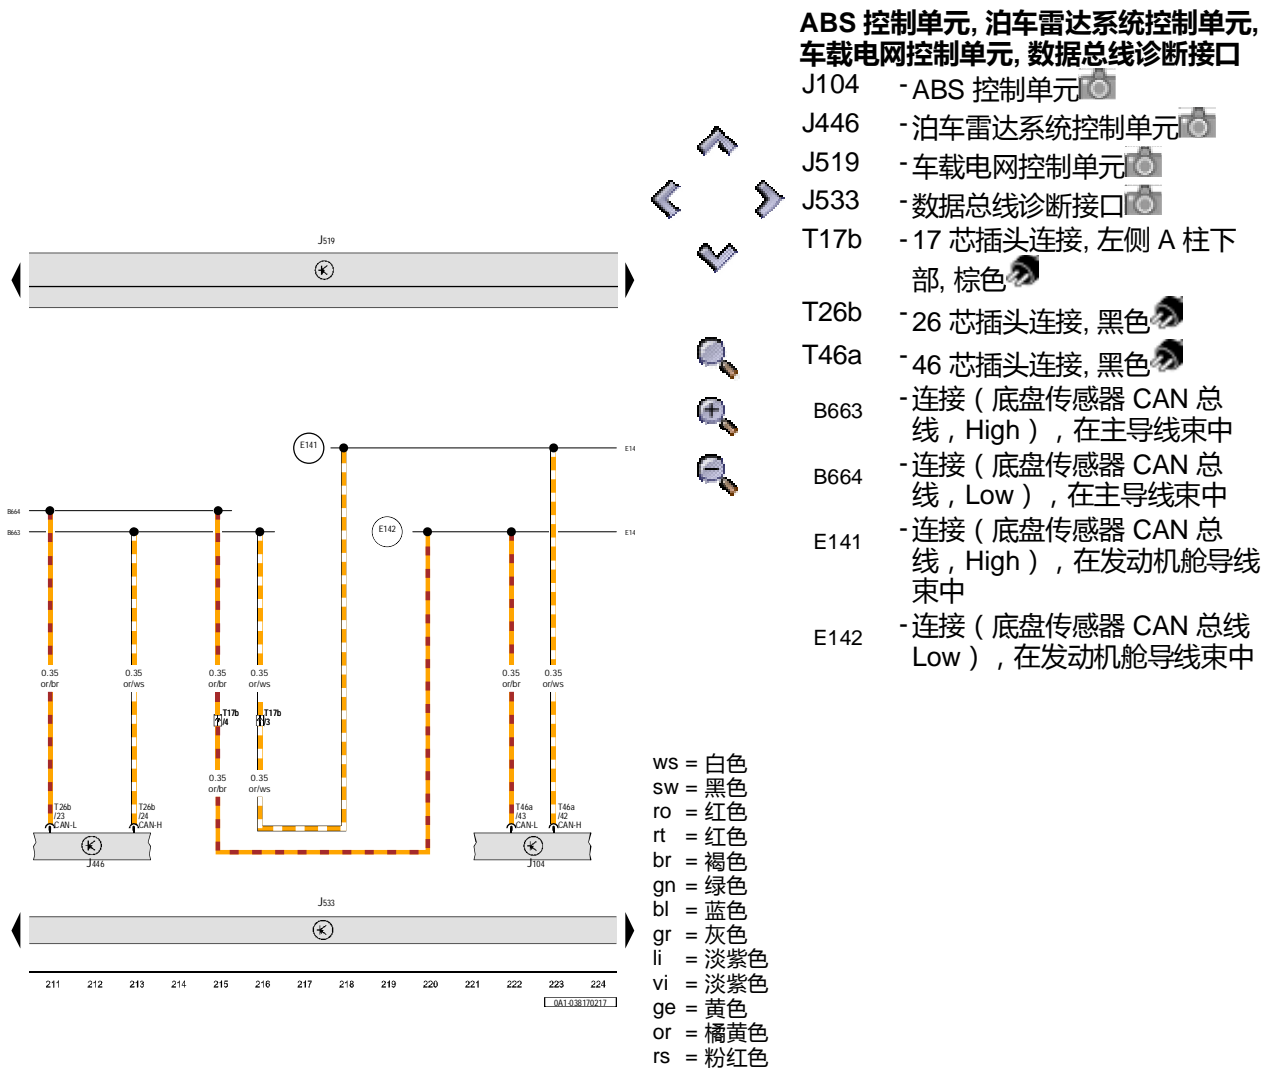 ABS 控制单元, 泊车雷达系统控制单元,
车载电网控制单元, 数据总线诊断接口
J104 - ABS 控制单元
J446 - 泊车雷达系统控制单元
J519 - 车载电网控制单元
J533 - 数据总线诊断接口
T17b - 17 芯插头连接, 左侧 A 柱下
部, 棕色
T26b - 26 芯插头连接, 黑色
T46a - 46 芯插头连接, 黑色
B663 - 连接（底盘传感器 CAN 总
线，High），在主导线束中
B664 - 连接（底盘传感器 CAN 总
线，Low），在主导线束中
E141 - 连接（底盘传感器 CAN 总
线，High），在发动机舱导线
束中
E142 - 连接（底盘传感器 CAN 总线
Low），在发动机舱导线束中
J519
E141
E14
B664
B663
E142
E14
0.35 0.35 0.35 0.35 0.35 0.35
or/br or/ws or/br or/ws or/br or/ws
T17b T17b
/4 /3
0.35 0.35
or/br or/ws
T26b T26b T46a T46a
/23 /24 /43 /42
CAN-L CAN-H CAN-L CAN-H
J446 J104
J533
211 212 213 214 215 216 217 218 219 220 221 222 223 224
0A1-038170217
ws = 白色
sw = 黑色
ro = 红色
rt = 红色
br = 褐色
gn = 绿色
bl = 蓝色
gr = 灰色
li = 淡紫色
vi = 淡紫色
ge = 黄色
or = 橘黄色
rs = 粉红色